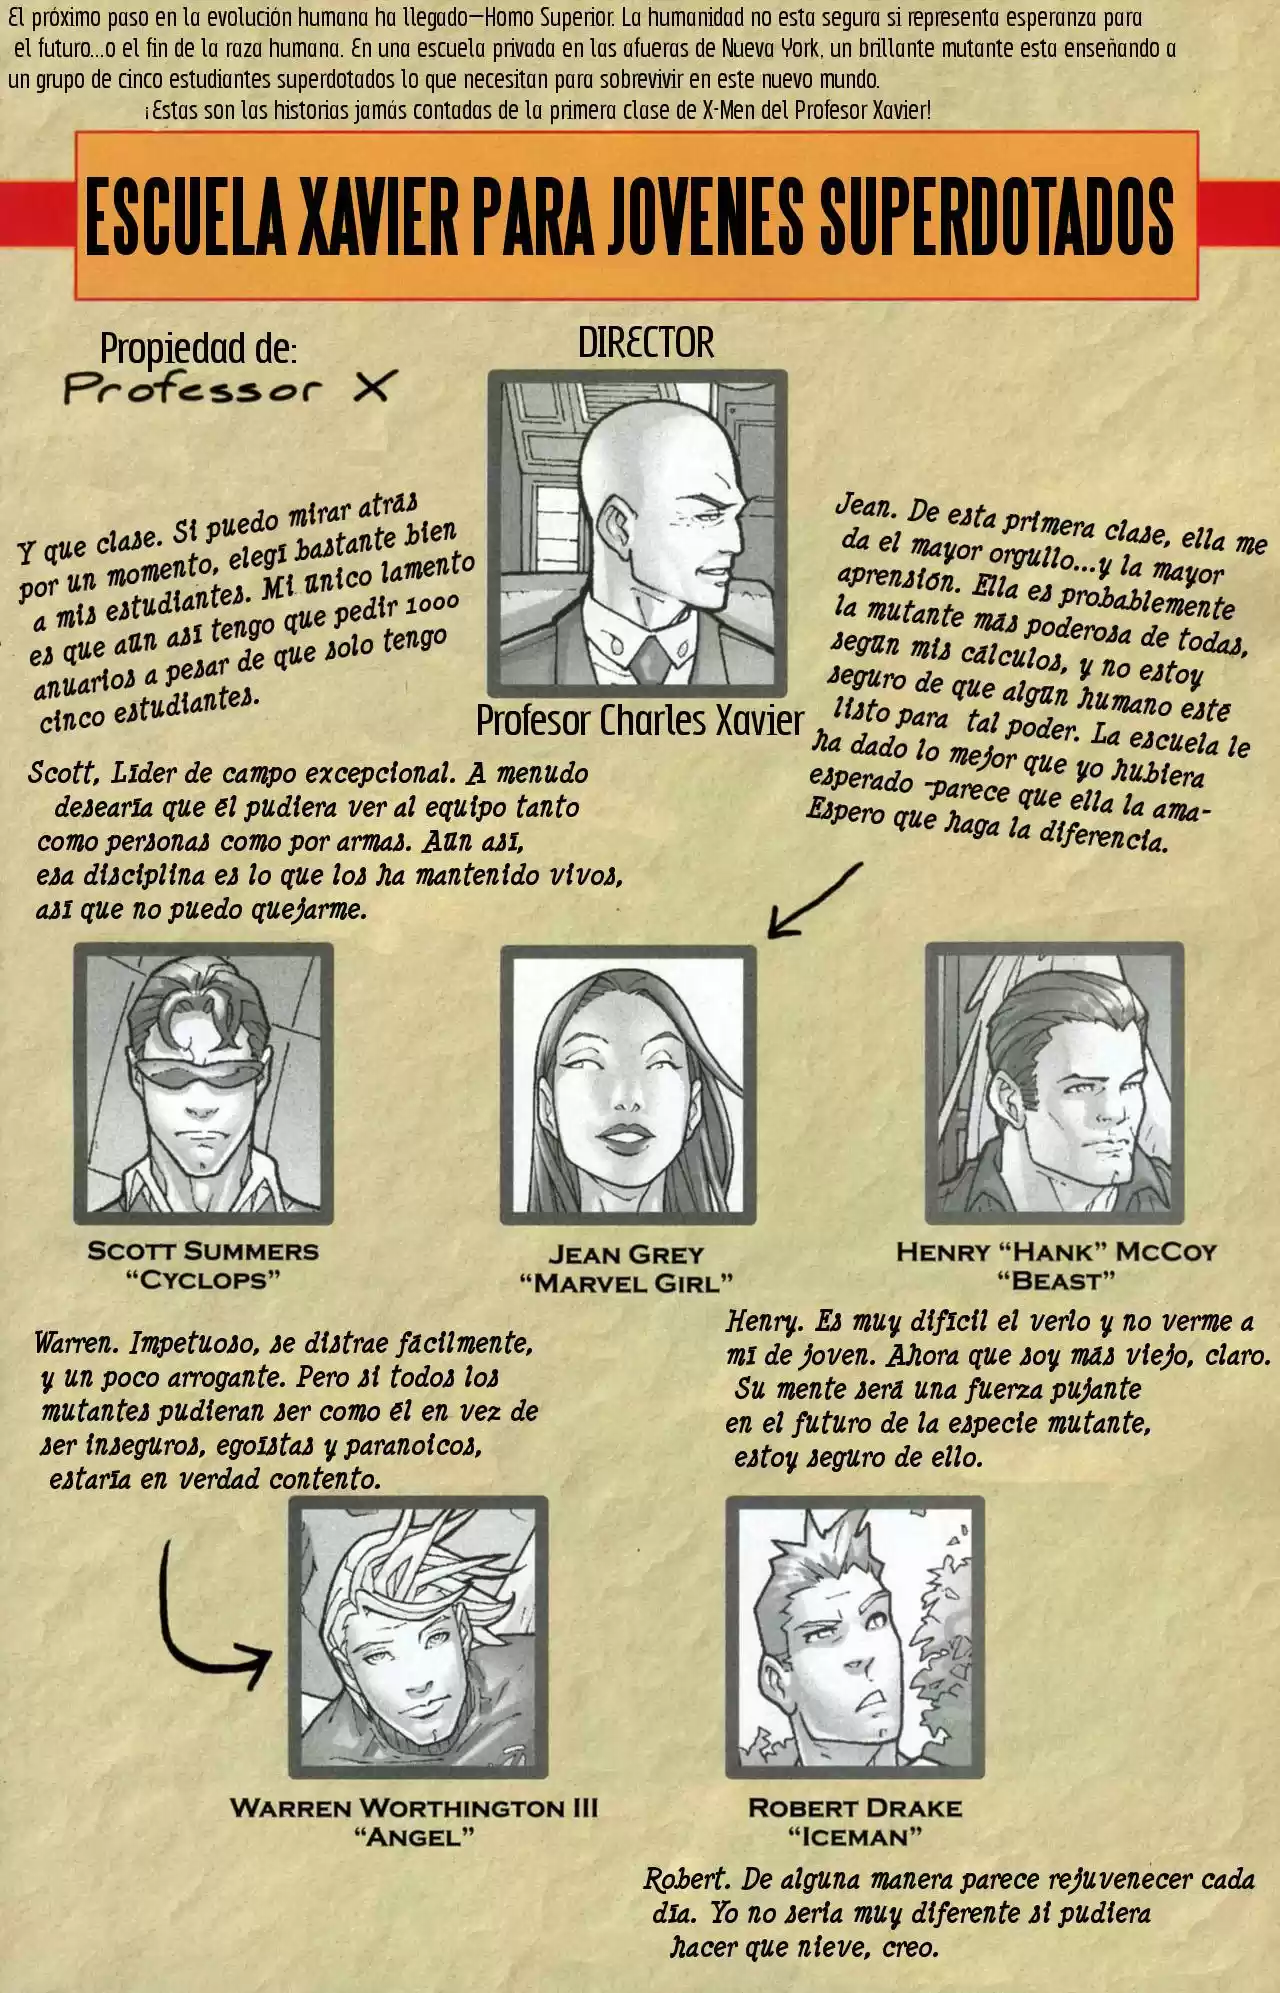 El próximo paso en la evolución humana ha llegado—Homo Superior. La humanidad no esta segura si representa esperanza para
el futuro...o el fin de la raza humana. En una escuela privada en las afueras de Nueva York, un brillante mutante esta enseñando a
un grupo de cinco estudiantes superdotados lo que necesitan para sobrevivir en este nuevo mundo.
¡Estas son las historias jamás contadas de la primera clase de X-Men del Profesor Xavier!
ESCUELA XAVIER PARA JOVENES SUPERDOTADOS
Propiedad de:
Professor X
DIRECTOR
Y que clase. Si puedo mirar atrás
por un momento, elegí bastante bien
a mis estudiantes. Mi único lamento
es que aún así tengo que pedir 1000
anuarios a pesar de que solo tengo
cinco estudiantes.
Profesor Charles Xavier
Jean. De esta primera clase, ella me
da el mayor orgullo...y la mayor
aprensión. Ella es probablemente
la mutante más poderosa de todas,
según mis cálculos, y no estoy
seguro de que algún humano esté
listo para tal poder. La escuela le
ha dado lo mejor que yo hubiera
esperado -parece que ella la ama-
Espero que haga la diferencia.
Scott, Líder de campo excepcional. A menudo
desearía que él pudiera ver al equipo tanto
como personas como por armas. Aún así,
esa disciplina es lo que los ha mantenido vivos,
así que no puedo quejarme.
SCOTT SUMMERS
"CYCLOPS"
JEAN GREY
"MARVEL GIRL"
HENRY "HANK" MCCOY
"BEAST"
Warren. Impetuoso, se distrae fácilmente,
y un poco arrogante. Pero si todos los
mutantes pudieran ser como él en vez de
ser inseguros, egoístas y paranoicos,
estaría en verdad contento.
Henry. Es muy difícil el verlo y no verme a
mí de joven. Ahora que soy más viejo, claro.
Su mente será una fuerza pujante
en el futuro de la especie mutante,
estoy seguro de ello.
WARREN WORTHINGTON III
"ANGEL"
ROBERT DRAKE
"ICEMAN"
Robert. De alguna manera parece rejuvenecer cada
día. Yo no seria muy diferente si pudiera
hacer que nieve, creo.